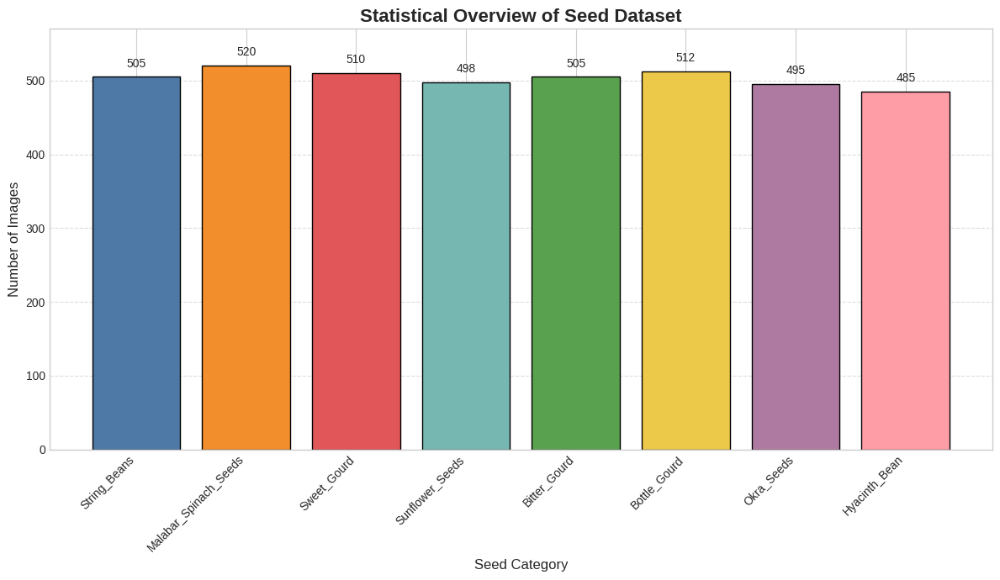 Statistical Overview of Seed Dataset
Number of Images
500
400
300
200
100
0
505
520
510
498
505
512
495
485
String_Beans
Malabar_Spinach_Seeds
Sweet_Gourd
Sunflower_Seeds
Bitter_Gourd
Bottle_Gourd
Okra_Seeds
Hyacinth_Bean
Seed Category